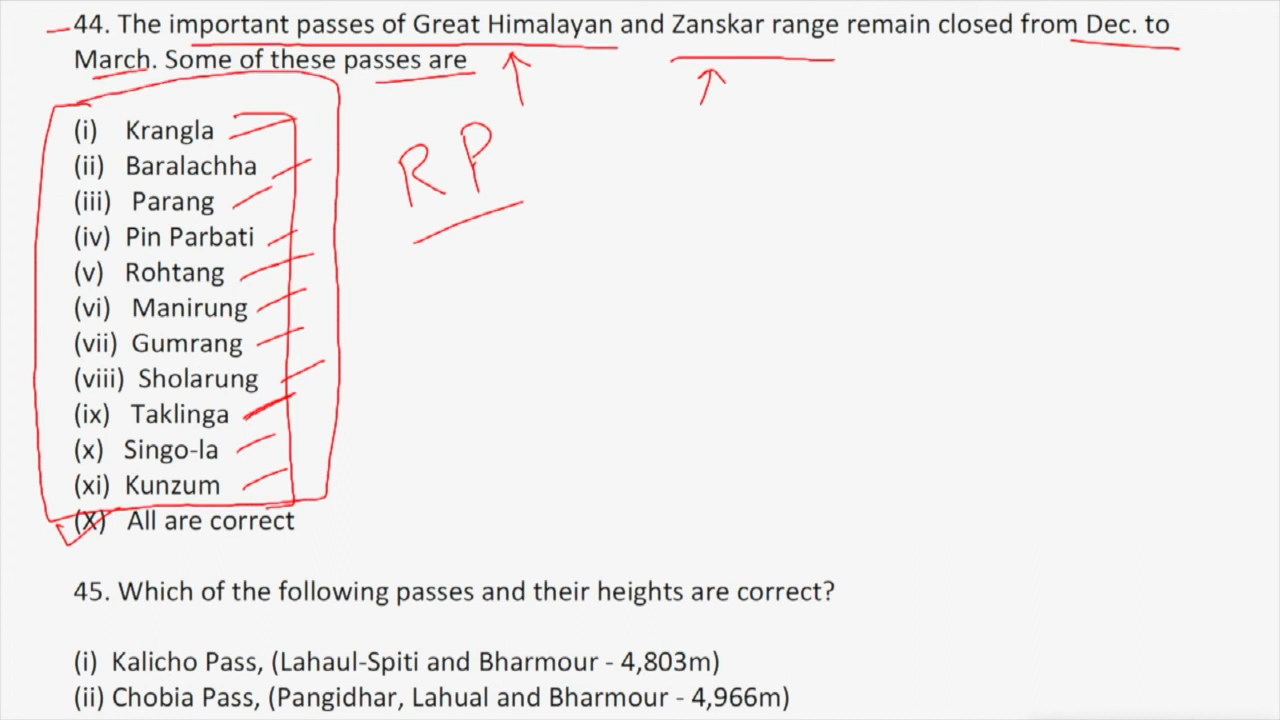 44. The important passes of Great Himalayan and Zanskar range remain closed from Dec. to
March. Some of these passes are
(i) Krangla
(ii) Baralachha
(iii) Parang
RP
(iv) Pin Parbati
(v) Rohtang
(vi) Manirung
(vii) Gumrang
(viii) Sholarung
(ix) Taklinga
(x) Singo-la
(xi) Kunzum
(X) All are correct
45. Which of the following passes and their heights are correct?
(i) Kalicho Pass, (Lahaul-Spiti and Bharmour - 4,803m)
(ii) Chobia Pass, (Pangidhar, Lahual and Bharmour - 4,966m)